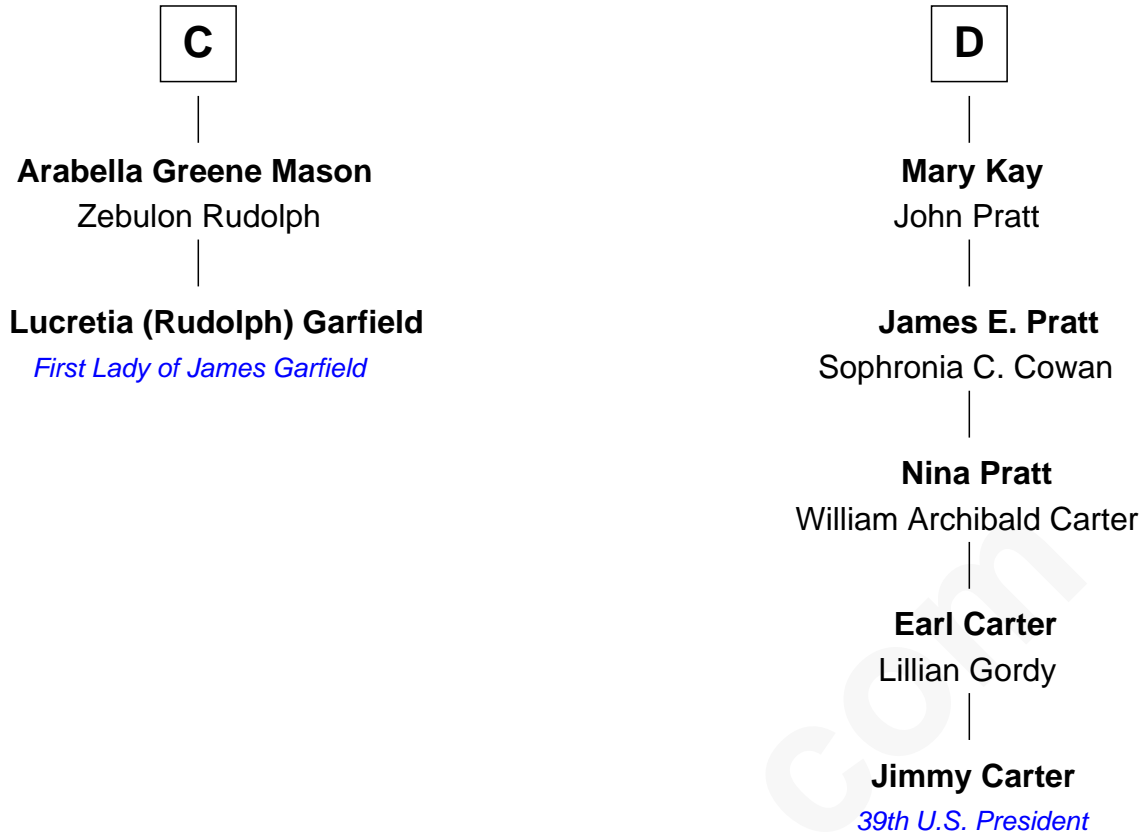 C
Arabella Greene Mason
Zebulon Rudolph
Lucretia (Rudolph) Garfield
First Lady of James Garfield
D
Mary Kay
John Pratt
James E. Pratt
Sophronia C. Cowan
Nina Pratt
William Archibald Carter
Earl Carter
Lillian Gordy
Jimmy Carter
39th U.S. President
com